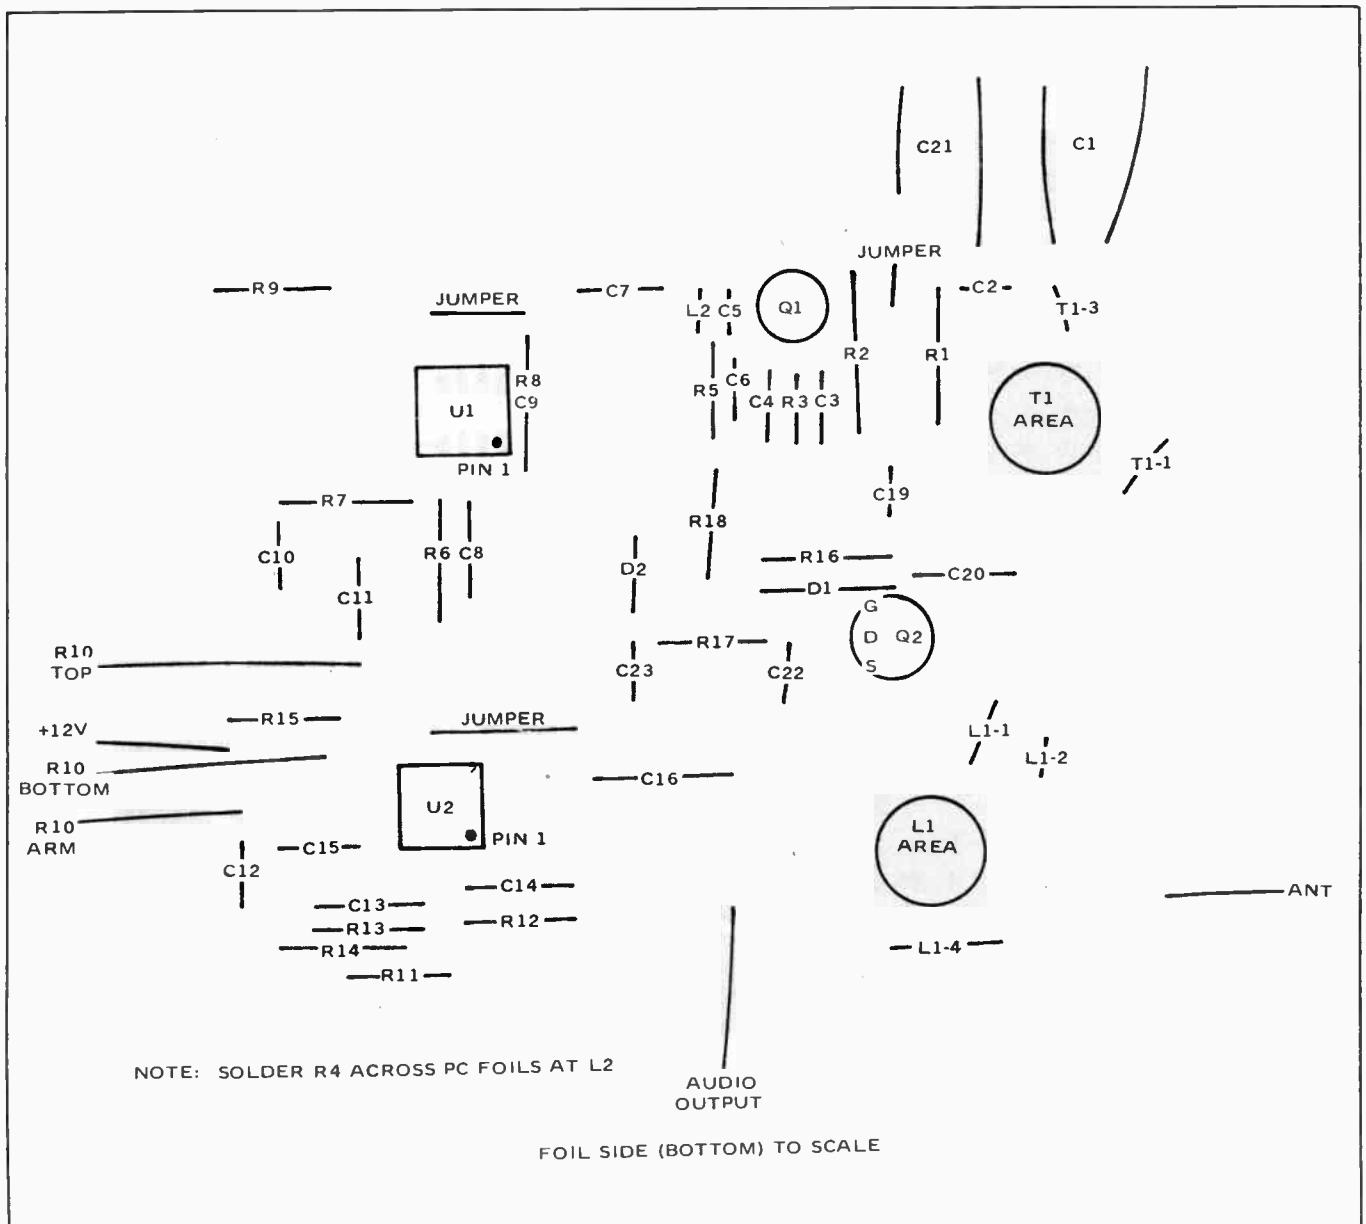 C21
C1
JUMPER
R9
C7
C2
JUMPER
L2
C5
Q1
T1-3
R2
R1
R8
C6
R5
C9
U1
C4
R3
C3
T1
AREA
PIN 1
T1-1
R7
C19
R18
C10
R6
C8
R16
D2
C20
D1
C11
G
D
Q2
S
R10
TOP
R17
C23
C22
R15
JUMPER
+12V
L1-1
L1-2
R10
BOTTOM
C16
U2
R10
ARM
PIN 1
L1
AREA
C15
C12
C14
ANT
C13
R12
R13
R14
L1-4
R11
NOTE: SOLDER R4 ACROSS PC FOILS AT L2
AUDIO
OUTPUT
FOIL SIDE (BOTTOM) TO SCALE